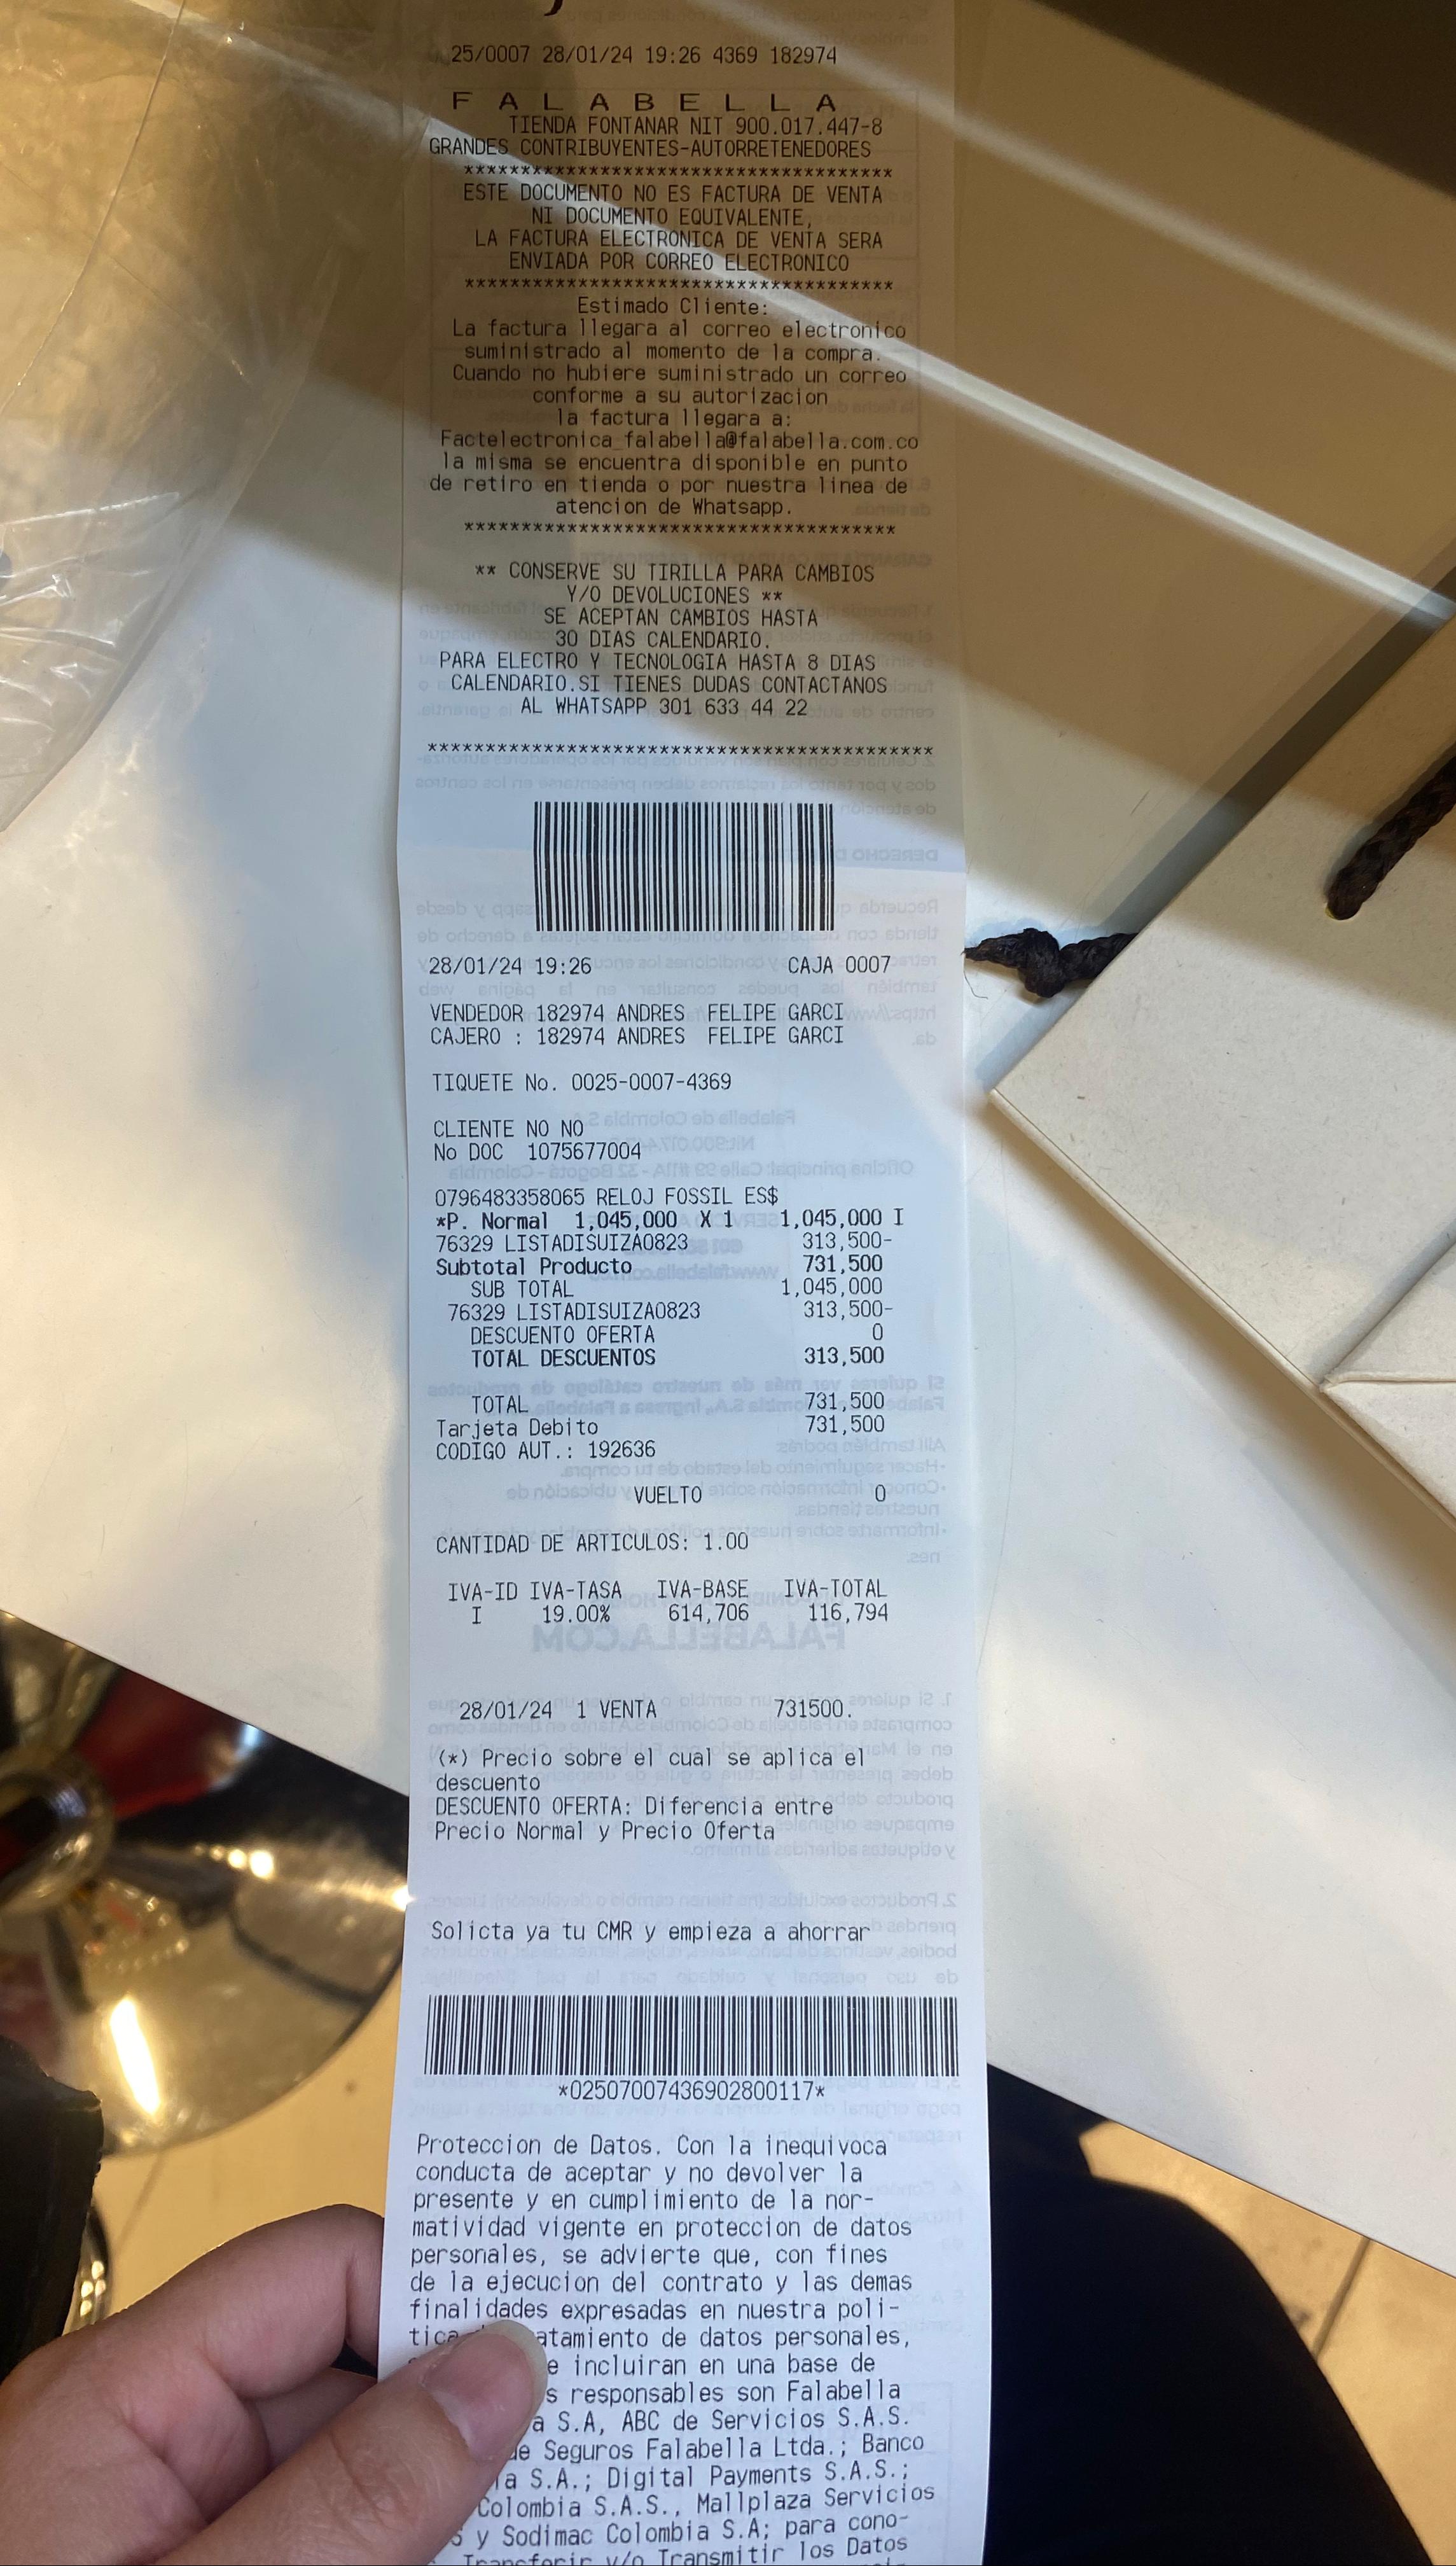 25/0007 28/01/24 19:26 4369 182974
F A L A B E L L A
TIENDA FONTANAR NIT 900.017.447-8
GRANDES CONTRIBUYENTES-AUTORRETENEDORES
*************************************
ESTE DOCUMENTO NO ES FACTURA DE VENTA
NI DOCUMENTO EQUIVALENTE,
LA FACTURA ELECTRONICA DE VENTA SERA
ENVIADA POR CORREO ELECTRONICO
*************************************
Estimado Cliente:
La factura llegara al correo electronico
suministrado al momento de la compra.
Cuando no hubiere suministrado un correo
conforme a su autorizacion
la factura llegara a:
Factelectronica_falabella@falabella.com.co
la misma se encuentra disponible en punto
de retiro en tienda o por nuestra linea de
atencion de Whatsapp.
*************************************
** CONSERVE SU TIRILLA PARA CAMBIOS
Y/O DEVOLUCIONES **
SE ACEPTAN CAMBIOS HASTA
30 DIAS CALENDARIO.
PARA ELECTRO Y TECNOLOGIA HASTA 8 DIAS
CALENDARIO.SI TIENES DUDAS CONTACTANOS
AL WHATSAPP 301 633 44 22
********************************************
28/01/24 19:26 CAJA 0007
VENDEDOR 182974 ANDRES FELIPE GARCI
CAJERO : 182974 ANDRES FELIPE GARCI
TIQUETE No. 0025-0007-4369
CLIENTE NO NO
No DOC 1075677004
0796483358065 RELOJ FOSSIL ES$
*P. Normal 1,045,000 X 1 1,045,000 I
76329 LISTADISUIZA0823 313,500-
Subtotal Producto 731,500
SUB TOTAL 1,045,000
76329 LISTADISUIZA0823 313,500-
DESCUENTO OFERTA 0
TOTAL DESCUENTOS 313,500
TOTAL 731,500
Tarjeta Debito 731,500
CODIGO AUT.: 192636
VUELTO 0
CANTIDAD DE ARTICULOS: 1.00
IVA-ID IVA-TASA IVA-BASE IVA-TOTAL
I 19.00% 614,706 116,794
28/01/24 1 VENTA 731500.
(*) Precio sobre el cual se aplica el
descuento
DESCUENTO OFERTA: Diferencia entre
Precio Normal y Precio Oferta
Solicta ya tu CMR y empieza a ahorrar
*02507007436902800117*
Proteccion de Datos. Con la inequivoca
conducta de aceptar y no devolver la
presente y en cumplimiento de la nor-
matividad vigente en proteccion de datos
personales, se advierte que, con fines
de la ejecucion del contrato y las demas
finalidades expresadas en nuestra poli-
tica atamiento de datos personales,
e incluiran en una base de
s responsables son Falabella
a S.A, ABC de Servicios S.A.S.
de Seguros Falabella Ltda.; Banco
la S.A.; Digital Payments S.A.S.;
Colombia S.A.S., Mallplaza Servicios
s y Sodimac Colombia S.A; para cono-
Transferir y/o Transmitir los Datos